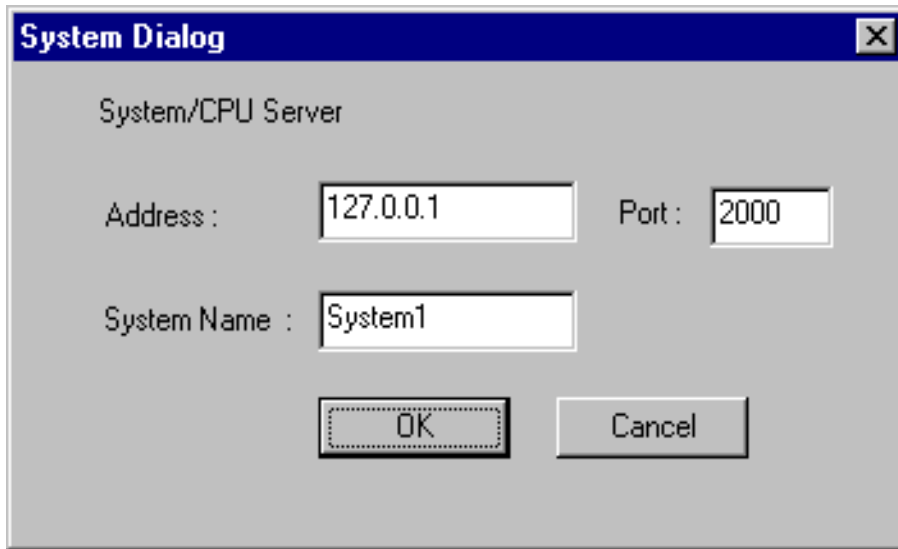 System Dialog
System/CPU Server
Address : 127.0.0.1 Port : 2000
System Name : System1
OK Cancel